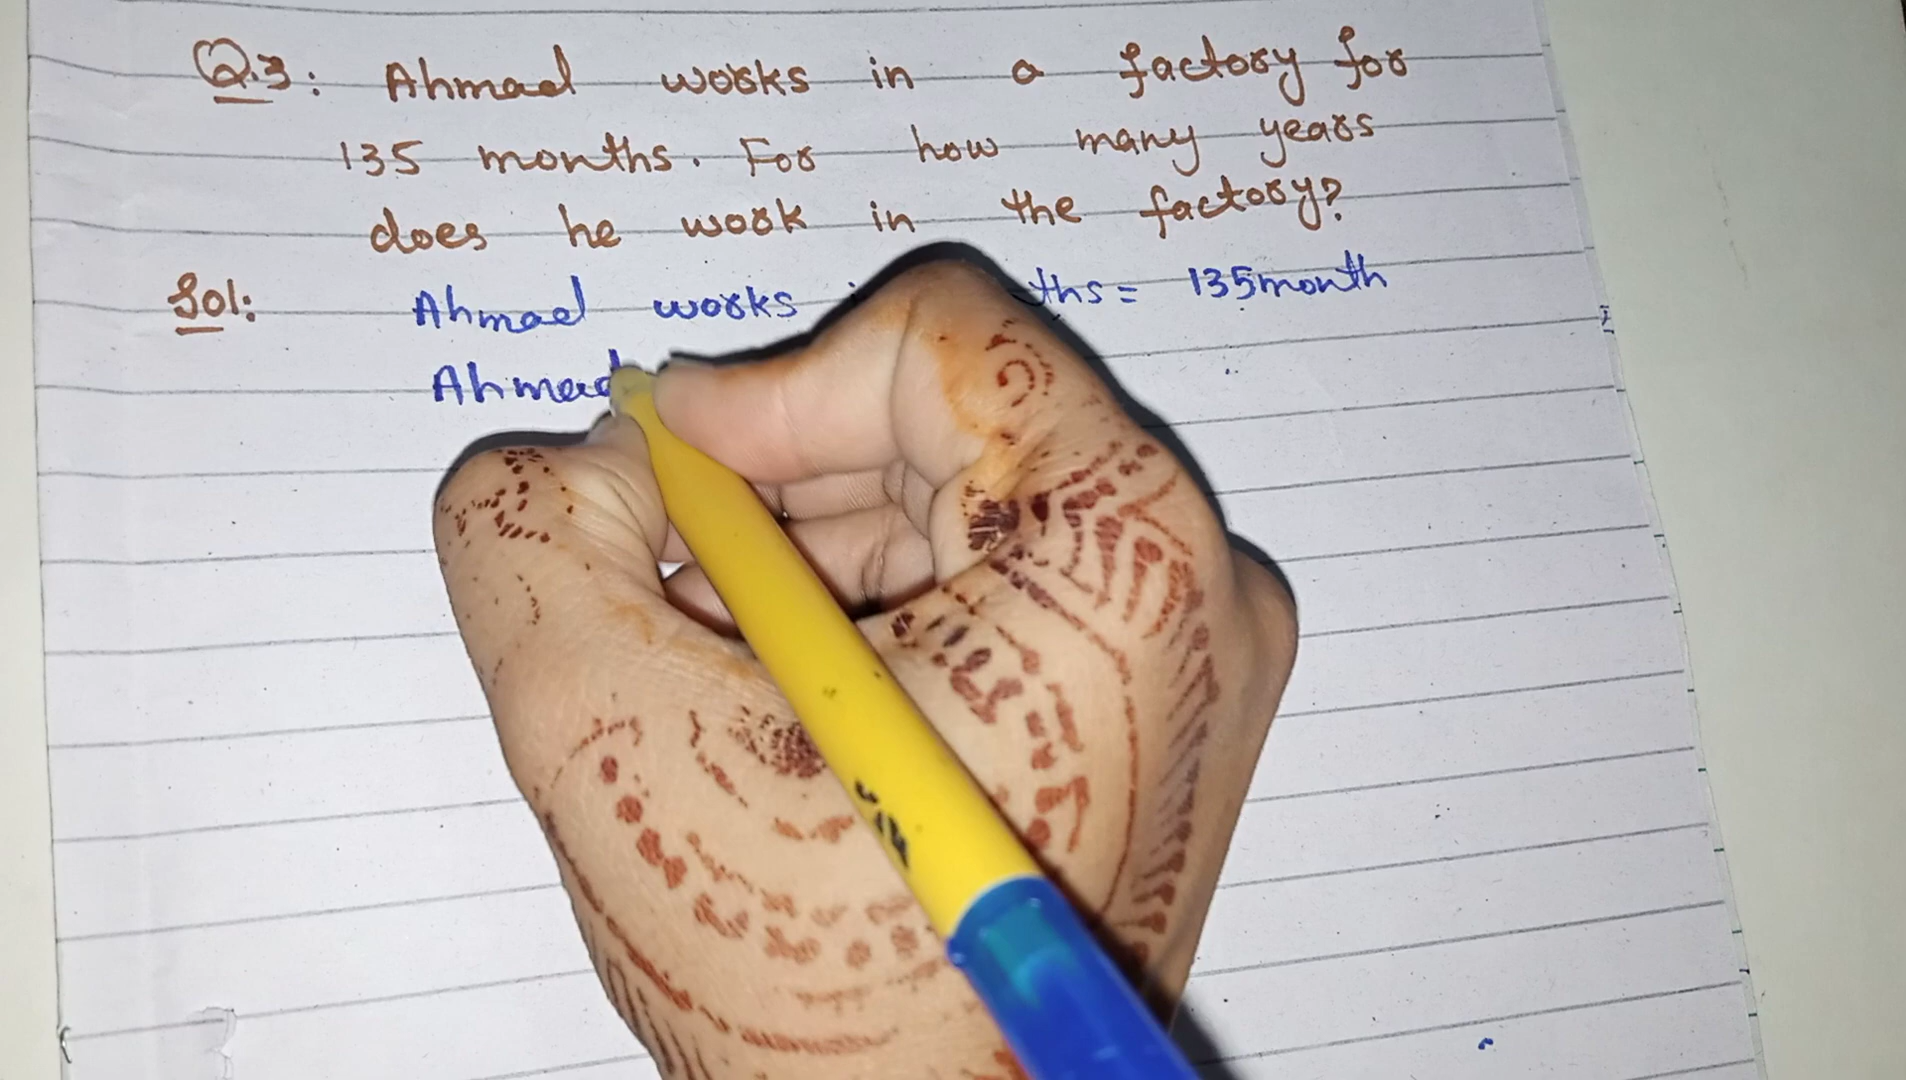 Q.3: Ahmad works in a factory for
135 months. For how many years
does he work in the factory?
Sol: Ahmad works ths = 135month
Ahmad